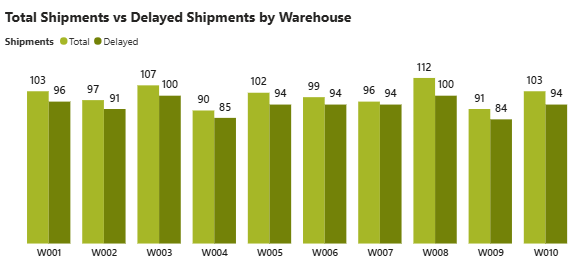 Total Shipments vs Delayed Shipments by Warehouse
Shipments Total Delayed
103 96 97 91 107 100 90 85 102 94 99 94 96 94 112 100 91 84 103 94
W001 W002 W003 W004 W005 W006 W007 W008 W009 W010